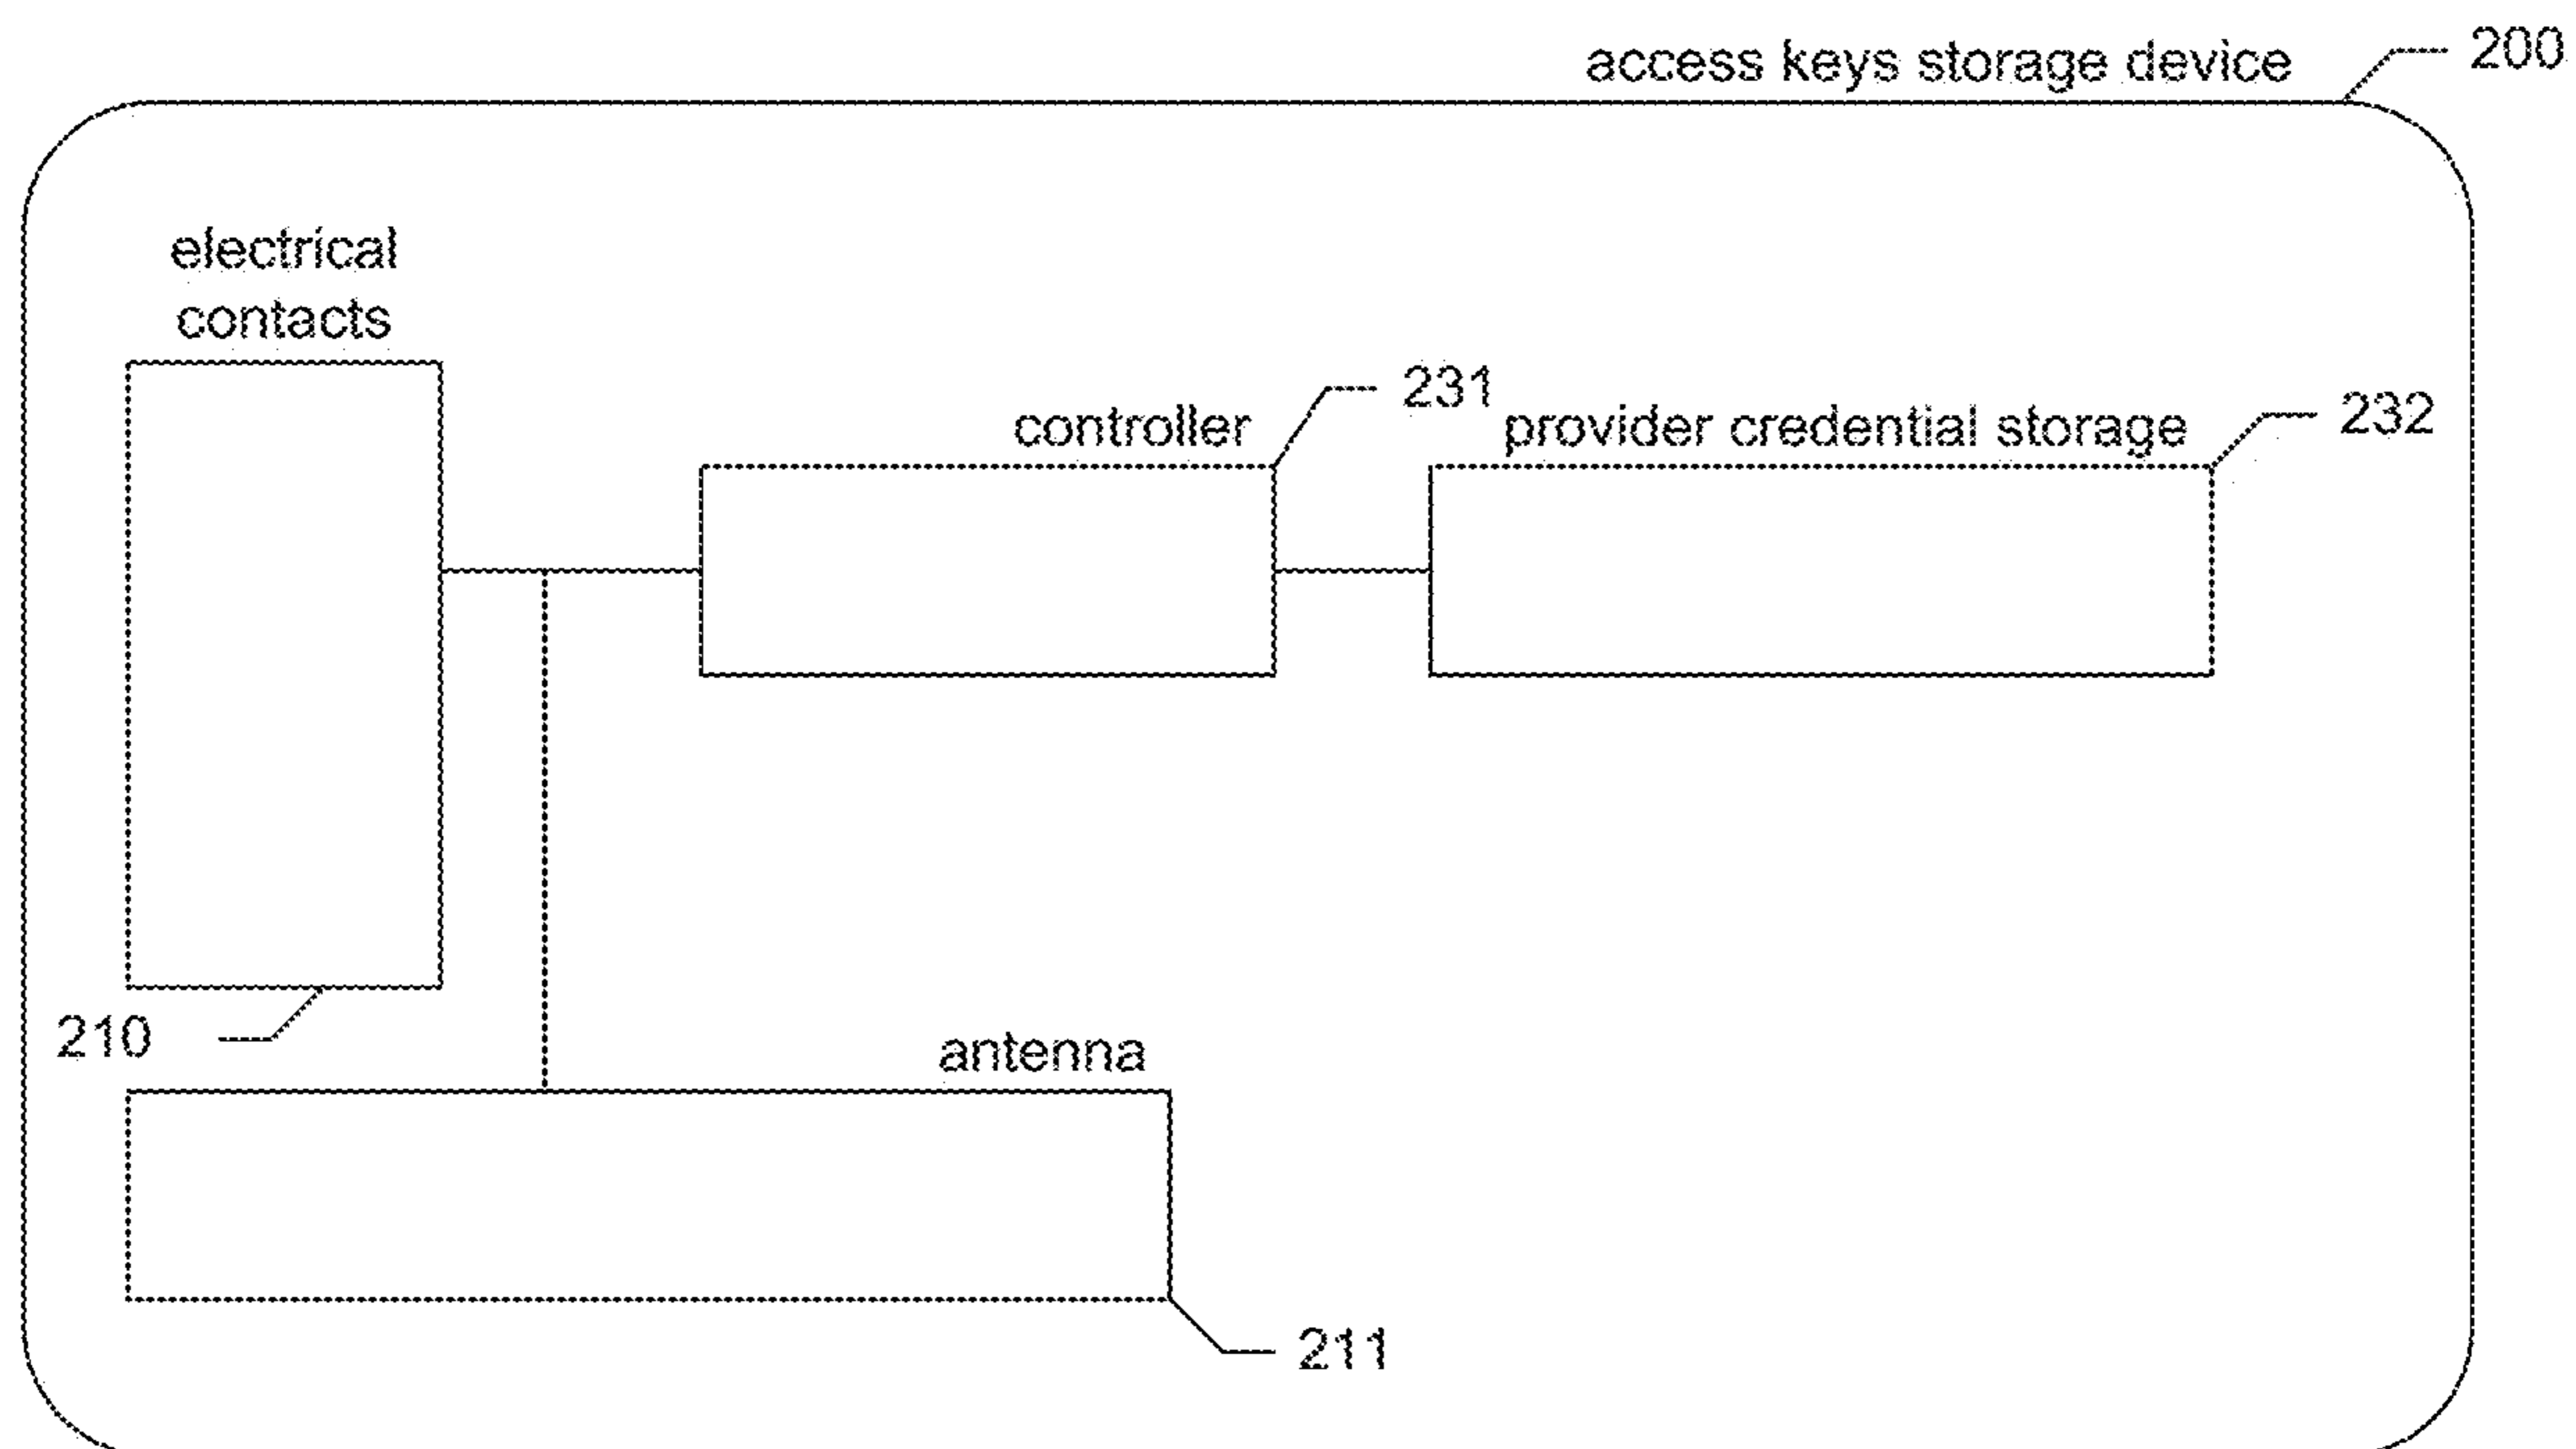 access keys storage device
200
electrical
contacts
controller
231
provider credential storage
232
210
antenna
211